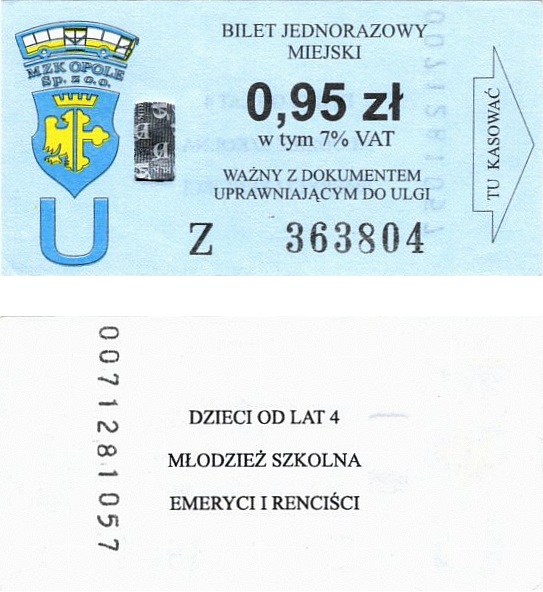 MZK OPOLE
Sp. z o.o.
U
BILET JEDNORAZOWY
MIEJSKI
0,95 zł
w tym 7% VAT
WAŻNY Z DOKUMENTEM
UPRAWNIAJĄCYM DO ULGI
Z 363804
TU KASOWAĆ
0071281057
DZIECI OD LAT 4
MŁODZIEŻ SZKOLNA
EMERYCI I RENCIŚCI